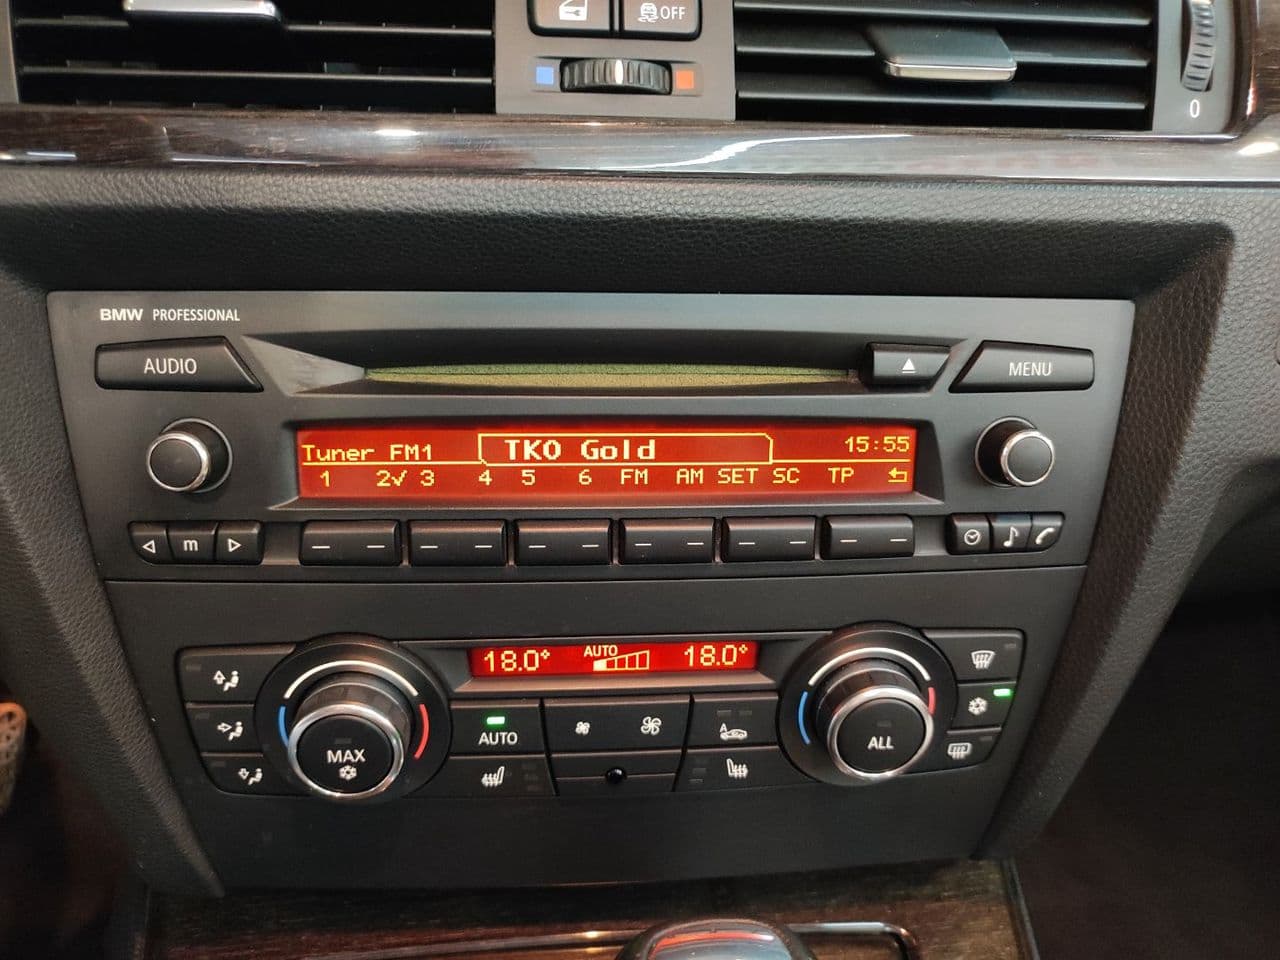 OFF
0
BMW PROFESSIONAL
AUDIO
MENU
Tuner FM1 TKO Gold 15:55
1 2√ 3 4 5 6 FM AM SET SC TP
m
18.0° AUTO 18.0°
AUTO
MAX
ALL
A